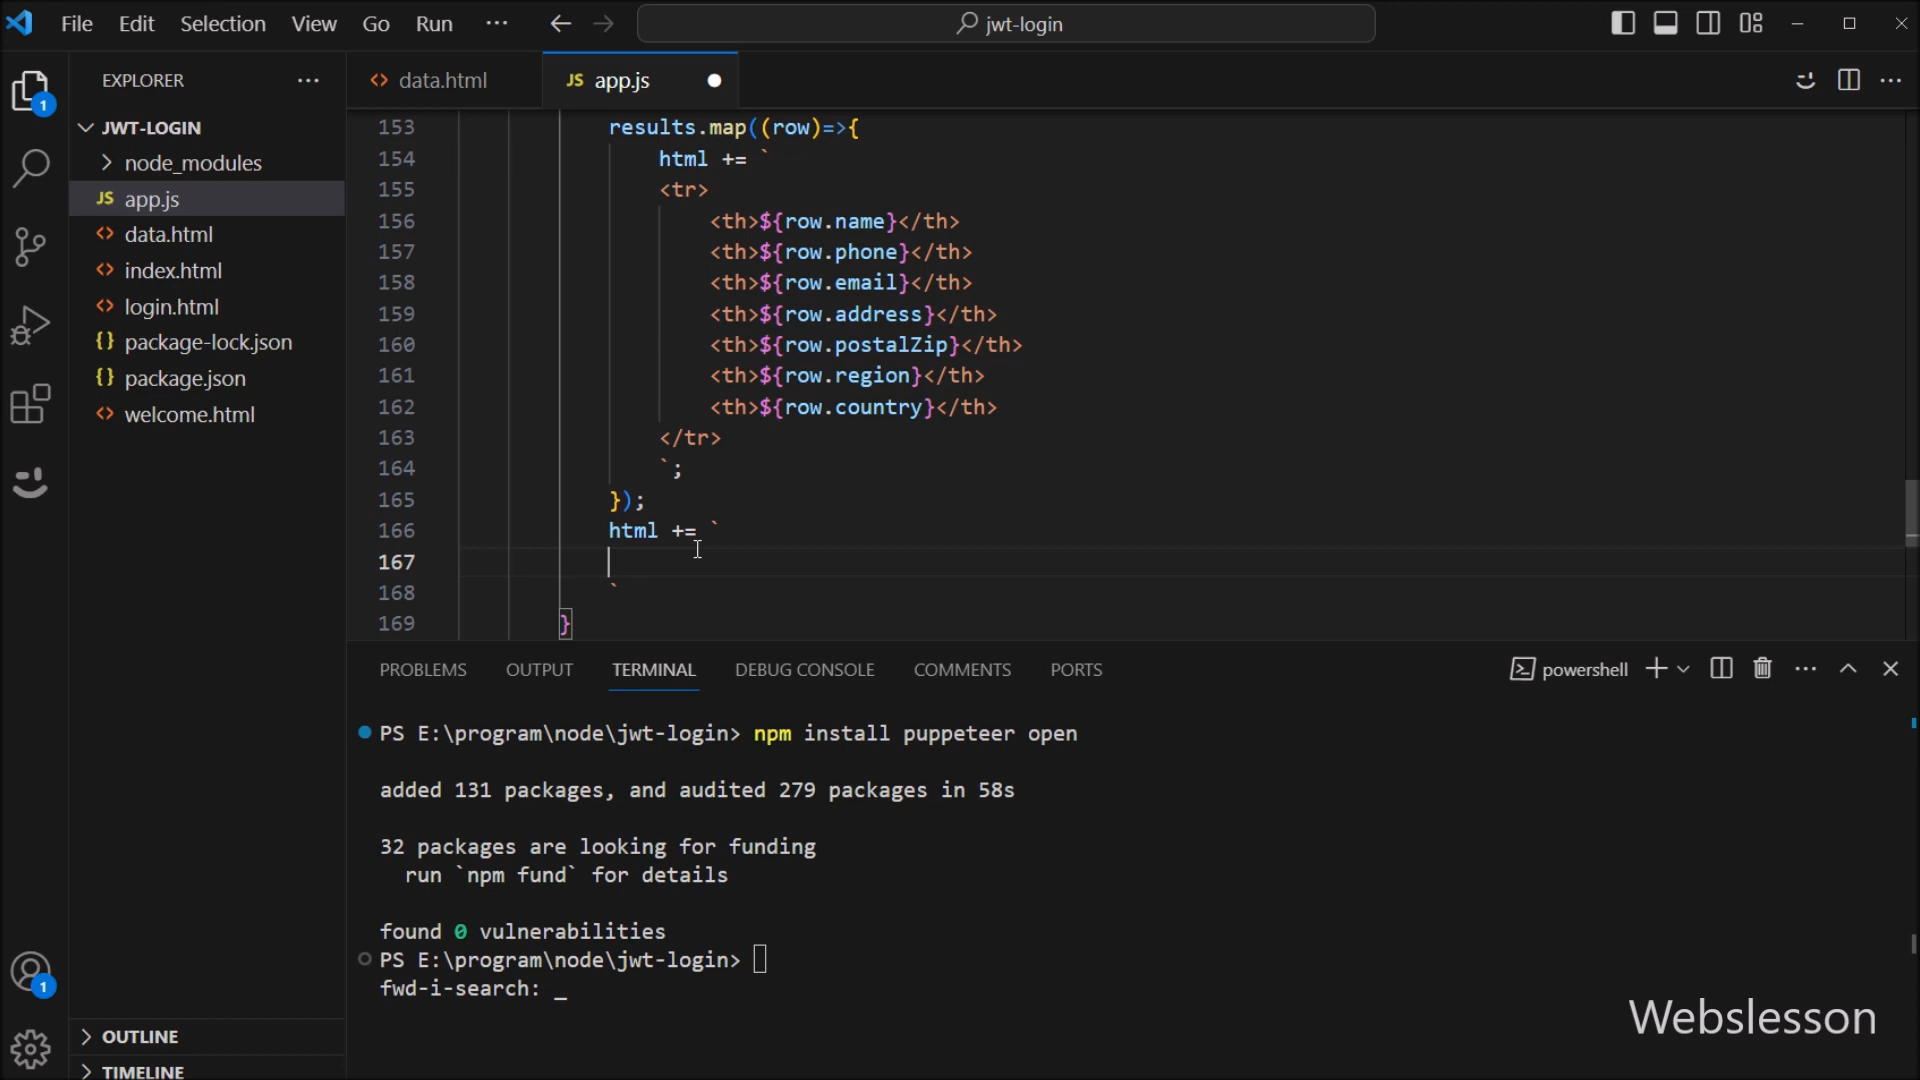 File Edit Selection View Go Run ··· jwt-login
EXPLORER ···
data.html
JS app.js
JWT-LOGIN
node_modules
JS app.js
data.html
index.html
login.html
{} package-lock.json
{} package.json
welcome.html
153 results.map((row)=>{
154 html += `
155 <tr>
156 <th>${row.name}</th>
157 <th>${row.phone}</th>
158 <th>${row.email}</th>
159 <th>${row.address}</th>
160 <th>${row.postalZip}</th>
161 <th>${row.region}</th>
162 <th>${row.country}</th>
163 </tr>
164 `;
165 });
166 html += `
167
168 `
169 }
PROBLEMS OUTPUT TERMINAL DEBUG CONSOLE COMMENTS PORTS powershell
PS E:\program\node\jwt-login> npm install puppeteer open
added 131 packages, and audited 279 packages in 58s
32 packages are looking for funding
run `npm fund` for details
found 0 vulnerabilities
PS E:\program\node\jwt-login>
fwd-i-search: _
1
1
OUTLINE
TIMELINE
Webslesson